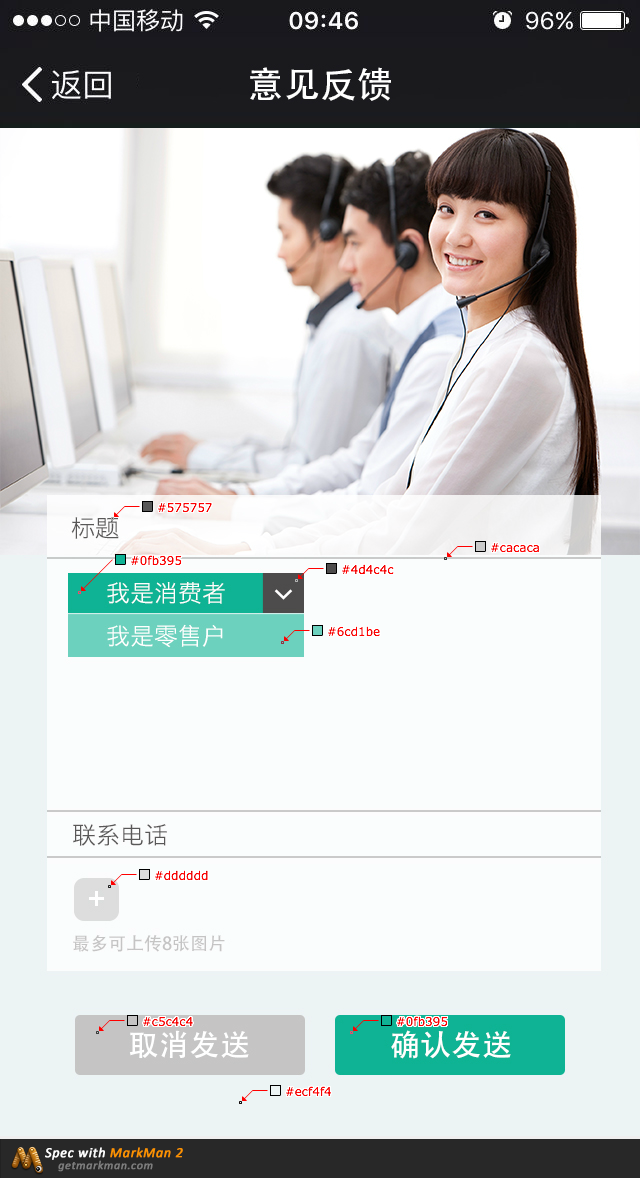 中国移动 09:46 96%
返回 意见反馈
#575757
标题
#cacaca
#0fb395
#4d4c4c
我是消费者
#6cd1be
我是零售户
联系电话
#dddddd
+
最多可上传8张图片
#c5c4c4 #0fb395
取消发送 确认发送
#ecf4f4
Spec with MarkMan 2
getmarkman.com